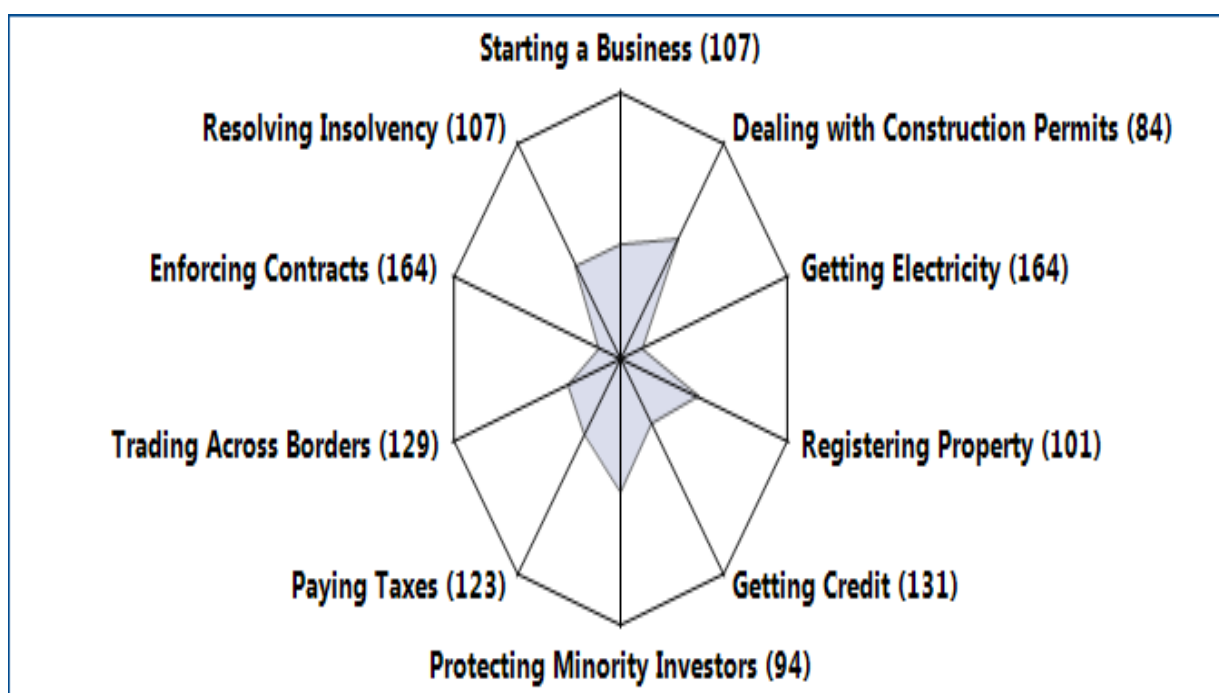 Starting a Business (107)
Resolving Insolvency (107)
Dealing with Construction Permits (84)
Enforcing Contracts (164)
Getting Electricity (164)
Trading Across Borders (129)
Registering Property (101)
Paying Taxes (123)
Getting Credit (131)
Protecting Minority Investors (94)